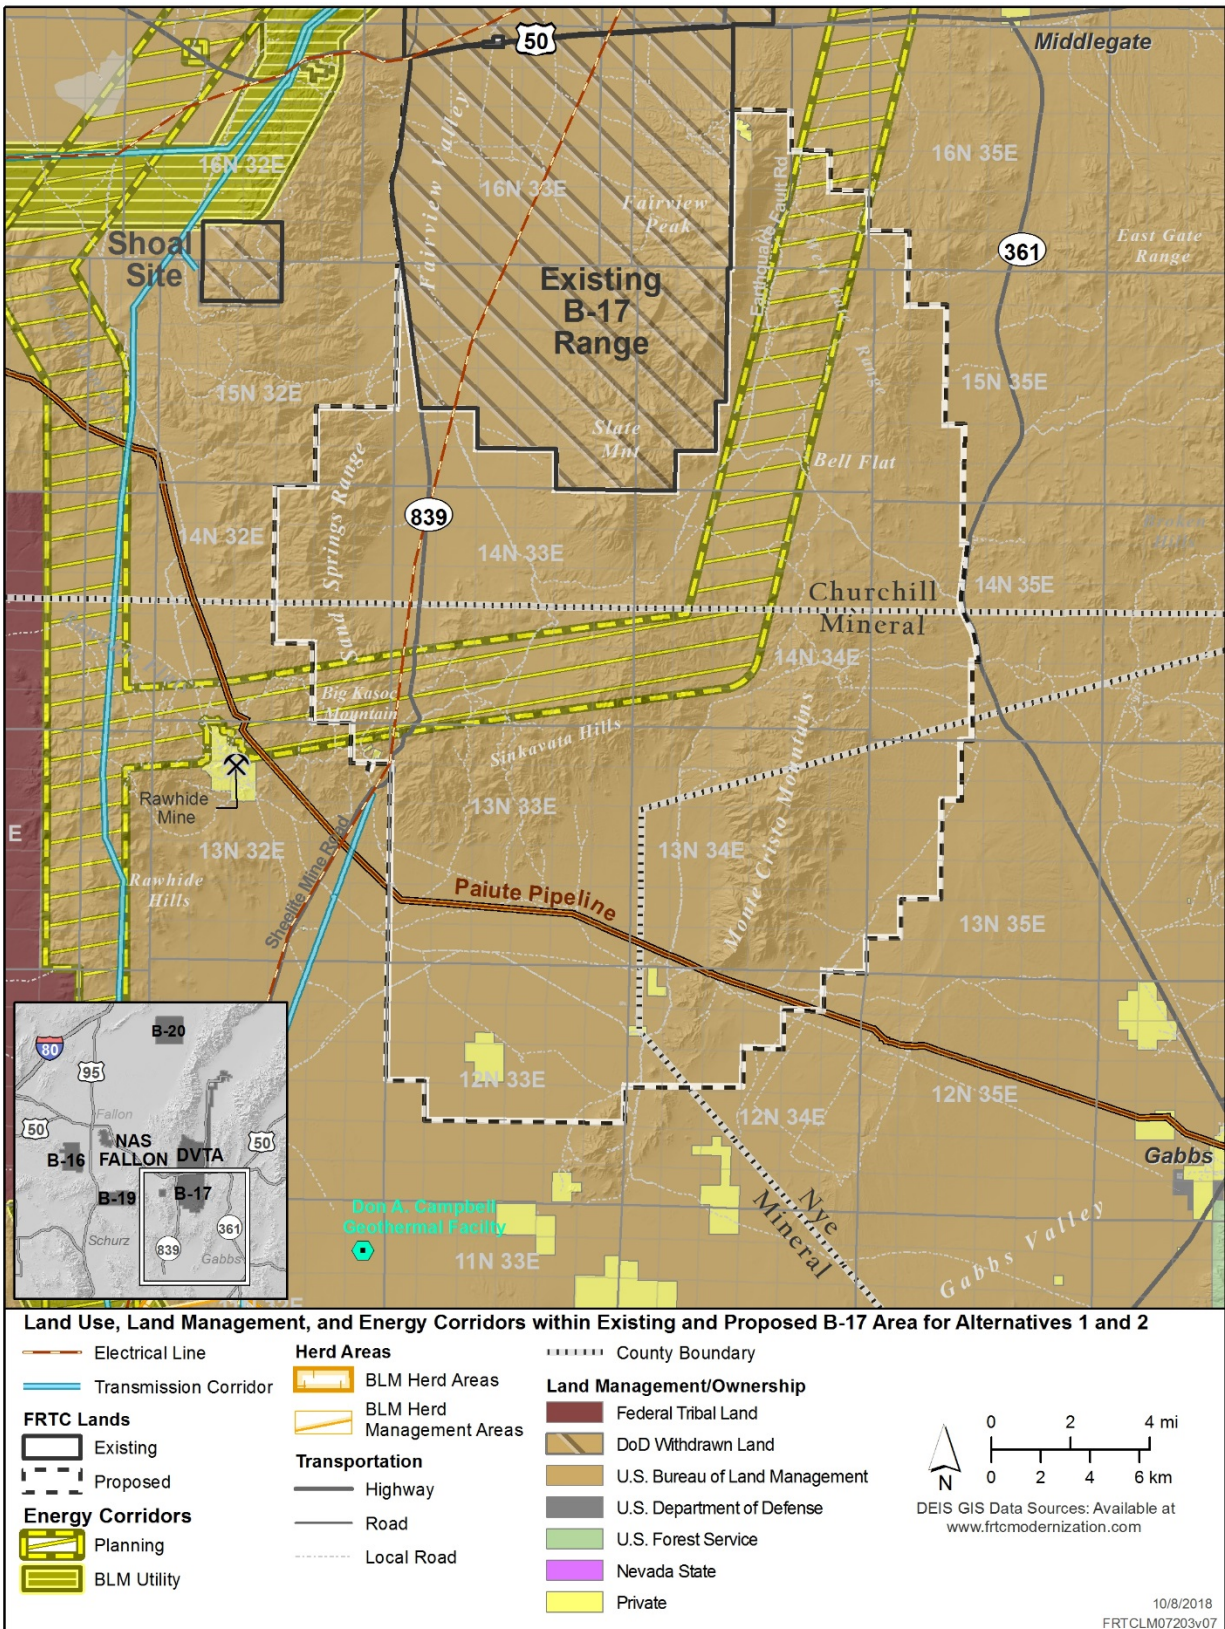 50
Middlegate
16N 32E
Fairview Valley
16N 33E
Fairview
Peak
Earthquake Fault Rd
16N 35E
361
East Gate
Range
Shoal
Site
Existing
B-17
Range
Range
15N 32E
15N 35E
Slate
Mtn
Bell Flat
Sand Springs Range
839
14N 32E
14N 33E
14N 35E
Churchill
Mineral
14N 34E
Big Kasoc
Mountain
Sinkavata Hills
Monte Cristo Mountains
Rawhide
Mine
13N 33E
13N 32E
13N 34E
E
Rawhide
Hills
Sheelite Mine Road
Paiute Pipeline
13N 35E
12N 33E
12N 34E
12N 35E
Gabbs
Nye
Mineral
Gabbs Valley
Don A. Campbell
Geothermal Facilty
11N 33E
B-20
80
95
Fallon
50
NAS
FALLON
DVTA
50
B-16
B-19
B-17
Schurz
361
839
Gabbs
Land Use, Land Management, and Energy Corridors within Existing and Proposed B-17 Area for Alternatives 1 and 2
Electrical Line
Transmission Corridor
FRTC Lands
Existing
Proposed
Energy Corridors
Planning
BLM Utility
Herd Areas
BLM Herd Areas
BLM Herd
Management Areas
Transportation
Highway
Road
Local Road
County Boundary
Land Management/Ownership
Federal Tribal Land
DoD Withdrawn Land
U.S. Bureau of Land Management
U.S. Department of Defense
U.S. Forest Service
Nevada State
Private
N
0 2 4 mi
0 2 4 6 km
DEIS GIS Data Sources: Available at
www.frtcmodernization.com
10/8/2018
FRTCLM07203v07